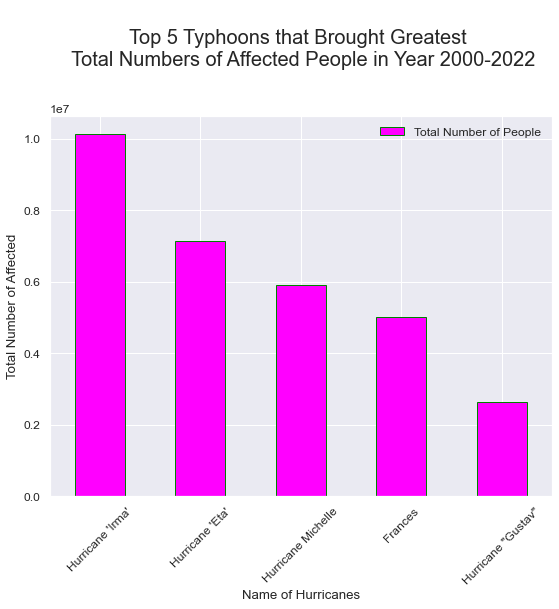 Top 5 Typhoons that Brought Greatest
Total Numbers of Affected People in Year 2000-2022
1e7
Total Number of People
1.0
0.8
0.6
0.4
0.2
0.0
Total Number of Affected
Hurricane 'Irma'
Hurricane 'Eta'
Hurricane Michelle
Frances
Hurricane "Gustav"
Name of Hurricanes